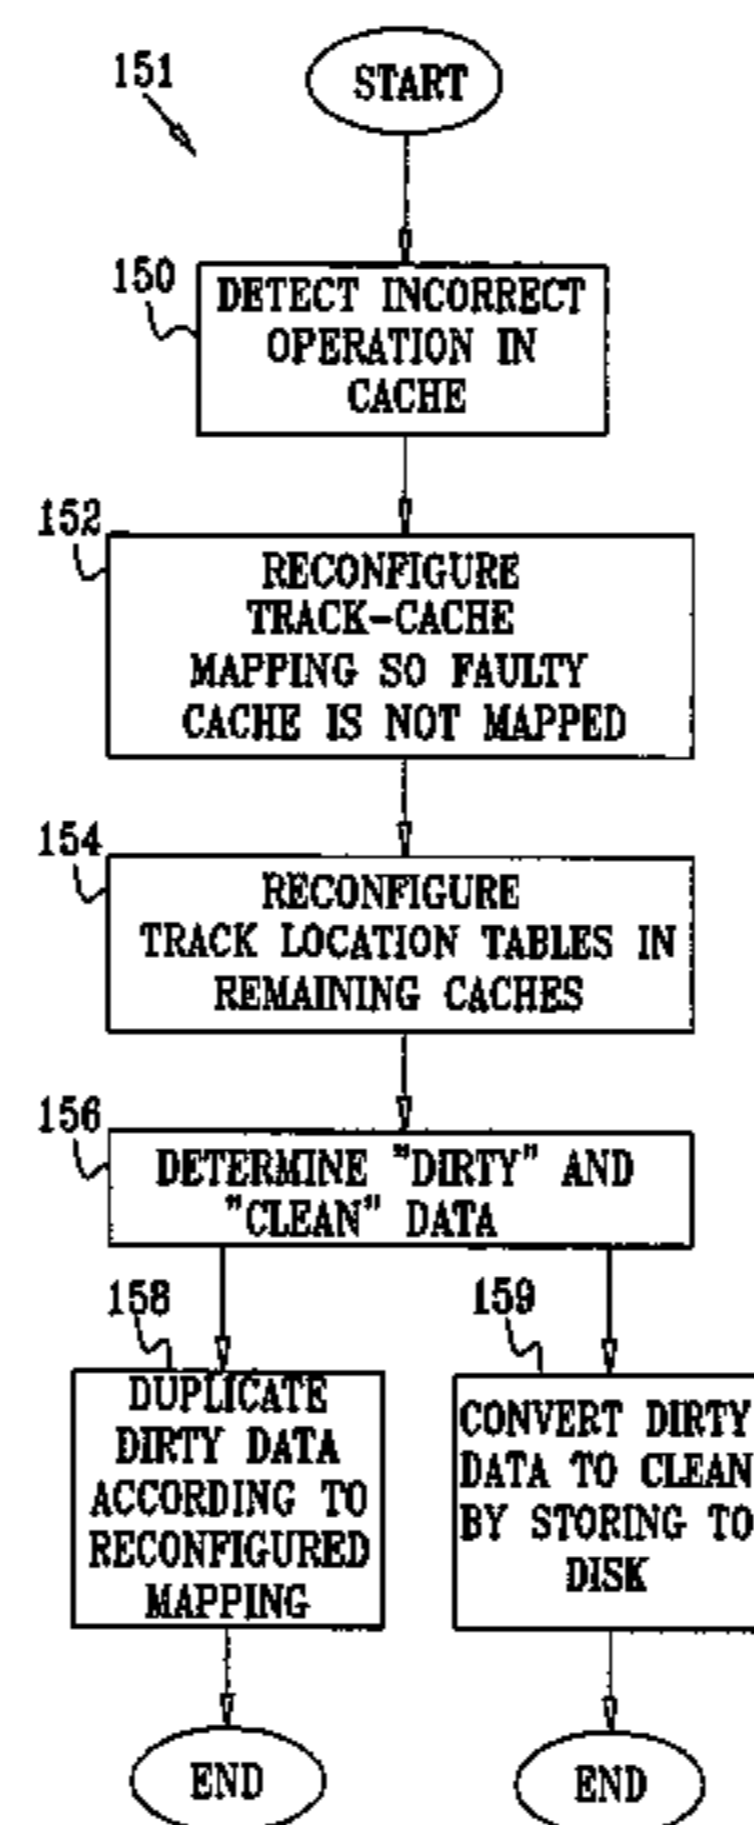 151
START
150
DETECT INCORRECT
OPERATION IN
CACHE
152
RECONFIGURE
TRACK-CACHE
MAPPING SO FAULTY
CACHE IS NOT MAPPED
154
RECONFIGURE
TRACK LOCATION TABLES IN
REMAINING CACHES
156
DETERMINE "DIRTY" AND
"CLEAN" DATA
158
DUPLICATE
DIRTY DATA
ACCORDING TO
RECONFIGURED
MAPPING
END
159
CONVERT DIRTY
DATA TO CLEAN
BY STORING TO
DISK
END